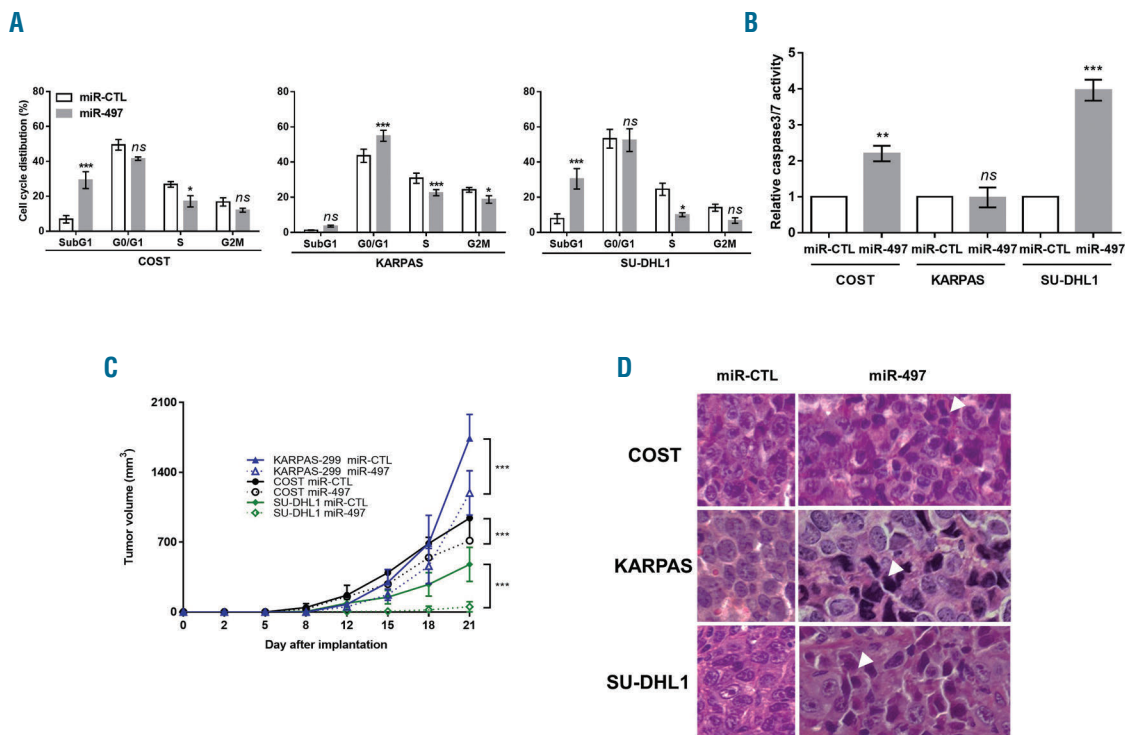 A
B
Cell cycle distibution (%)
80
60
40
20
0
miR-CTL
miR-497
***
ns
*
ns
SubG1 G0/G1 S G2M
COST
80
60
40
20
0
ns
***
***
*
SubG1 G0/G1 S G2M
KARPAS
80
60
40
20
0
***
ns
*
ns
SubG1 G0/G1 S G2M
SU-DHL1
Relative caspase3/7 activity
5
4
3
2
1
0
**
ns
***
miR-CTL miR-497 miR-CTL miR-497 miR-CTL miR-497
COST KARPAS SU-DHL1
C
Tumor volume (mm3)
2100
1400
700
0
KARPAS-299 miR-CTL
KARPAS-299 miR-497
COST miR-CTL
COST miR-497
SU-DHL1 miR-CTL
SU-DHL1 miR-497
***
***
***
0 2 5 8 12 15 18 21
Day after implantation
D
miR-CTL miR-497
COST
KARPAS
SU-DHL1